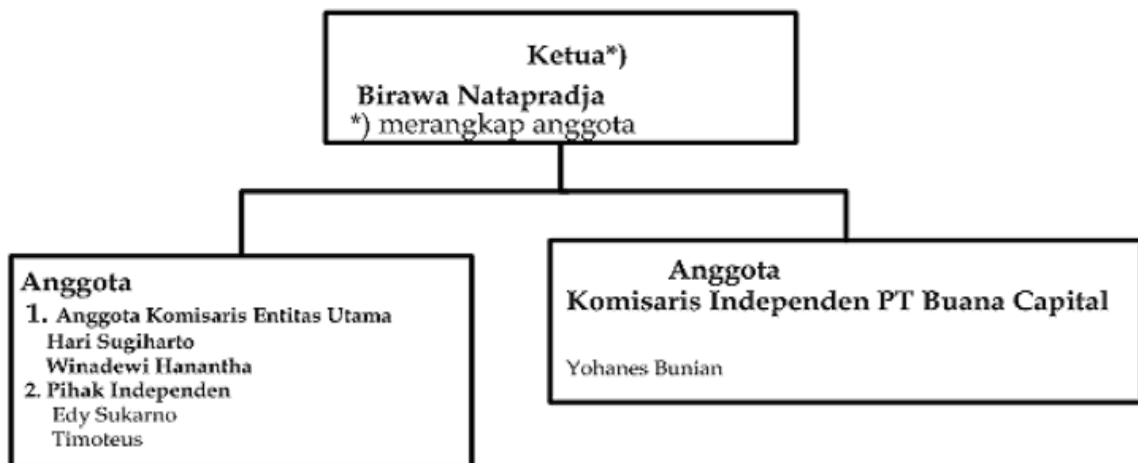 Ketua*)
Birawa Natapradja
*) merangkap anggota
Anggota
1. Anggota Komisaris Entitas Utama
Hari Sugiharto
Winadewi Hanantha
2. Pihak Independen
Edy Sukarno
Timoteus
Anggota
Komisaris Independen PT Buana Capital
Yohanes Bunian